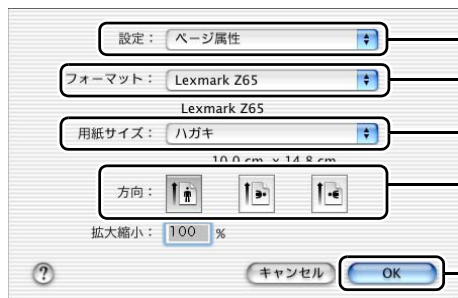 設定： ページ属性
フォーマット： Lexmark Z65
Lexmark Z65
用紙サイズ： ハガキ
10.0 cm x 14.8 cm
方向：
拡大縮小： 100 %
? キャンセル OK